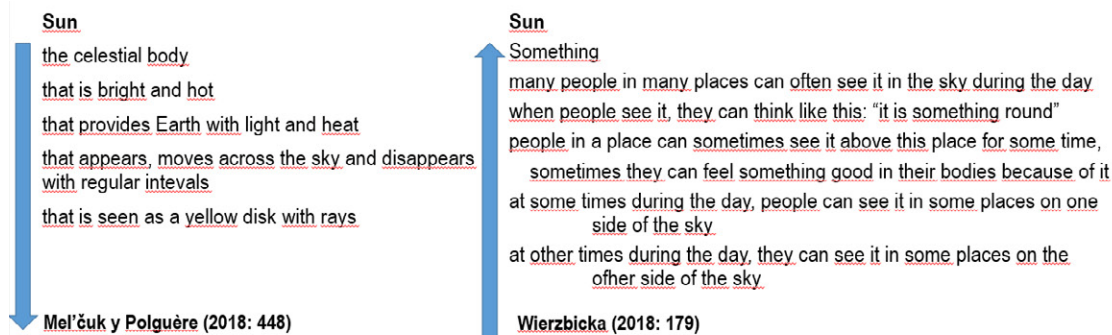 Sun
the celestial body
that is bright and hot
that provides Earth with light and heat
that appears, moves across the sky and disappears
with regular intevals
that is seen as a yellow disk with rays
Mel’čuk y Polguère (2018: 448)
Sun
Something
many people in many places can often see it in the sky during the day
when people see it, they can think like this: “it is something round”
people in a place can sometimes see it above this place for some time,
sometimes they can feel something good in their bodies because of it
at some times during the day, people can see it in some places on one
side of the sky
at other times during the day, they can see it in some places on the
ofher side of the sky
Wierzbicka (2018: 179)